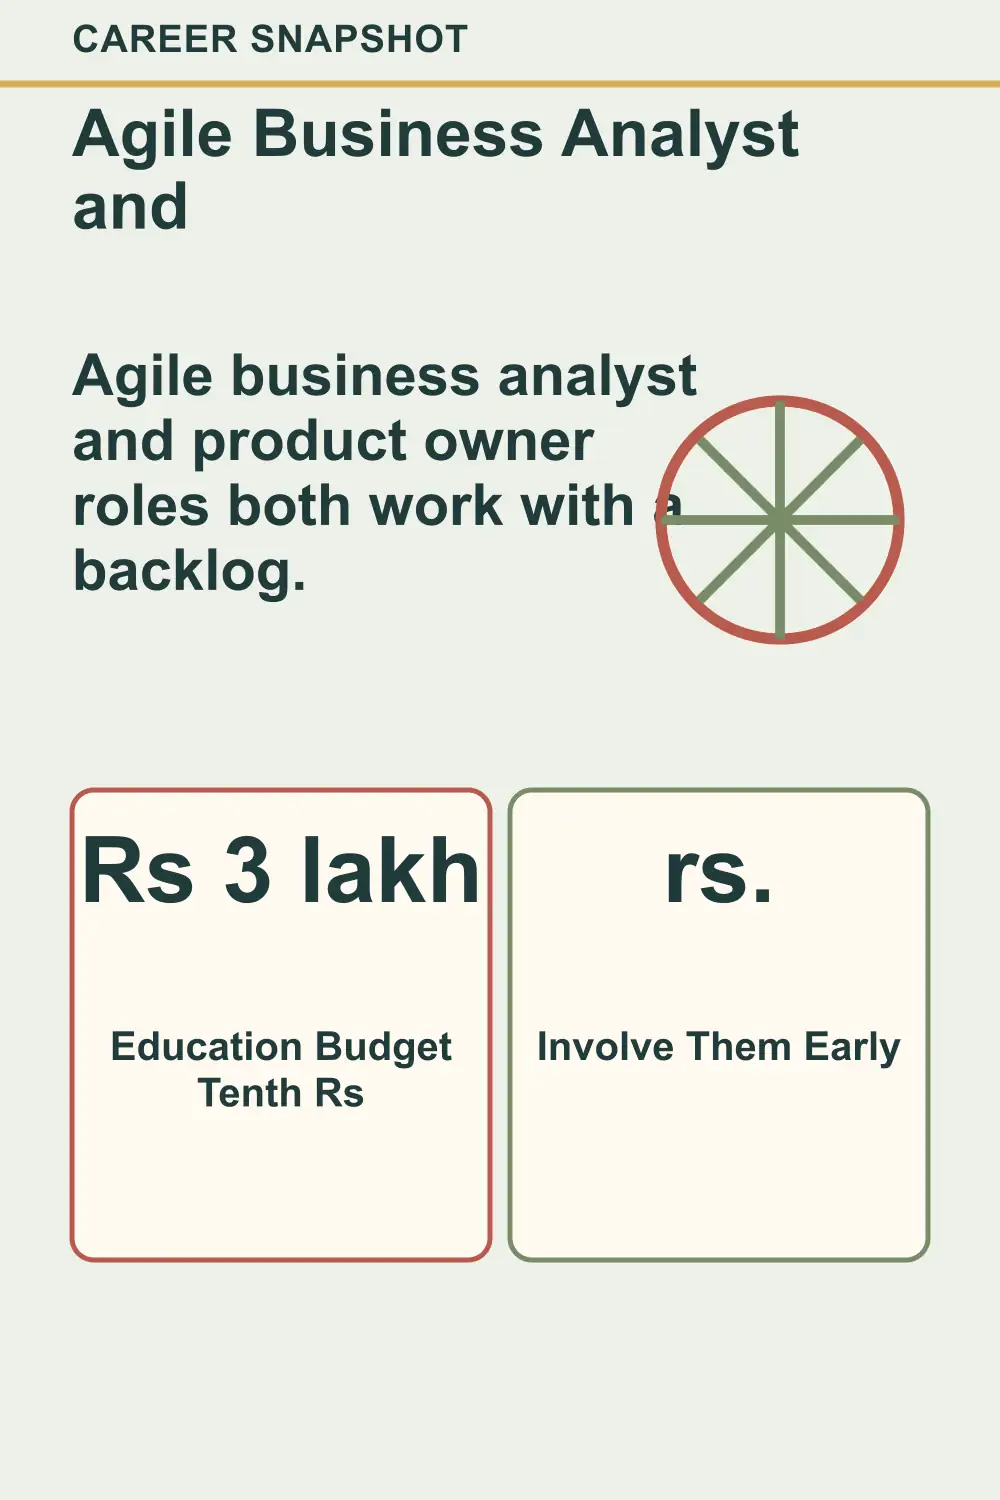 CAREER SNAPSHOT
Agile Business Analyst
and
Agile business analyst
and product owner
roles both work with a
backlog.
Rs 3 lakh
Education Budget
Tenth Rs
rs.
Involve Them Early